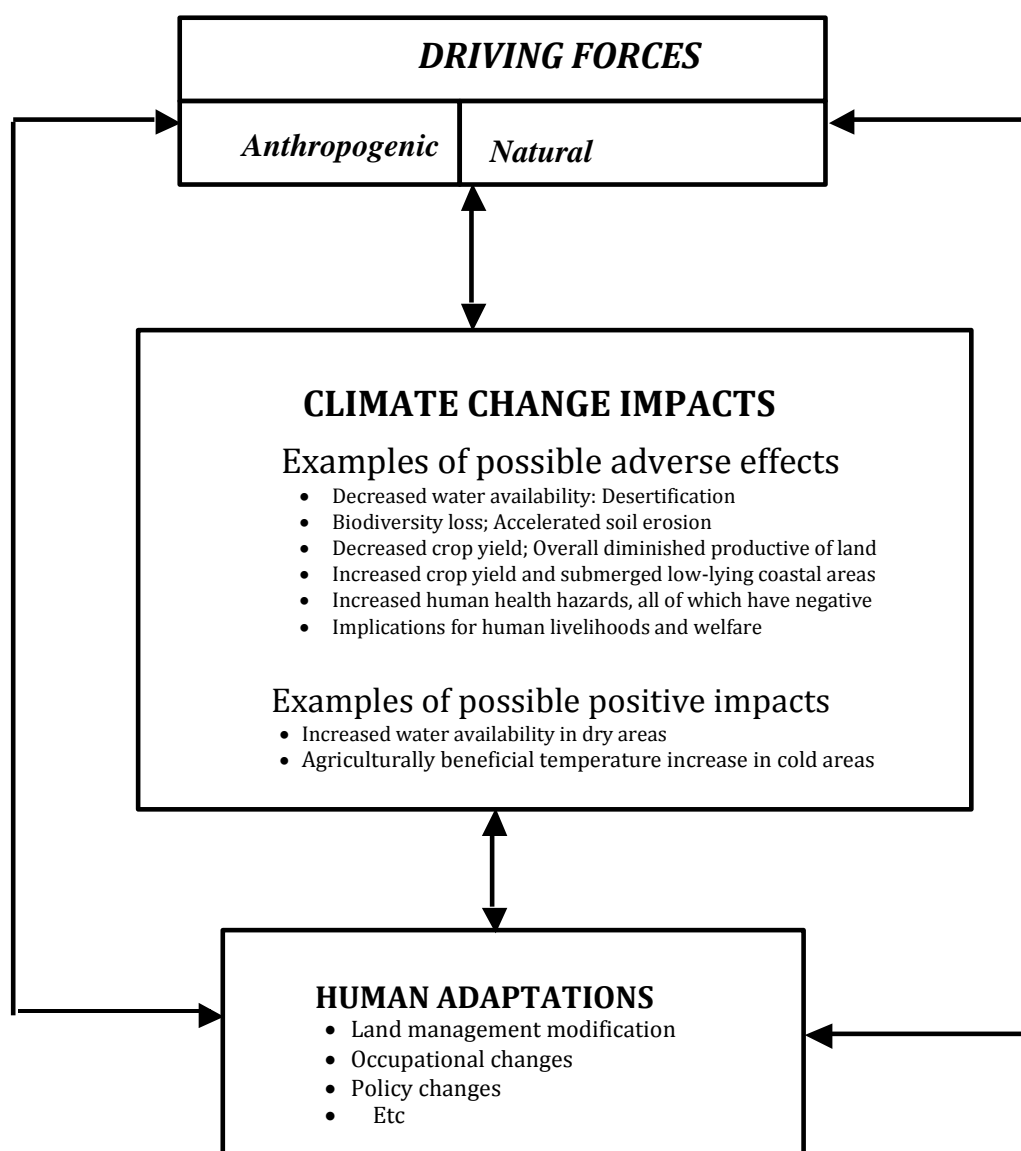 DRIVING FORCES
Anthropogenic
Natural
CLIMATE CHANGE IMPACTS
Examples of possible adverse effects
• Decreased water availability: Desertification
• Biodiversity loss; Accelerated soil erosion
• Decreased crop yield; Overall diminished productive of land
• Increased crop yield and submerged low-lying coastal areas
• Increased human health hazards, all of which have negative
• Implications for human livelihoods and welfare
Examples of possible positive impacts
• Increased water availability in dry areas
• Agriculturally beneficial temperature increase in cold areas
HUMAN ADAPTATIONS
• Land management modification
• Occupational changes
• Policy changes
• Etc